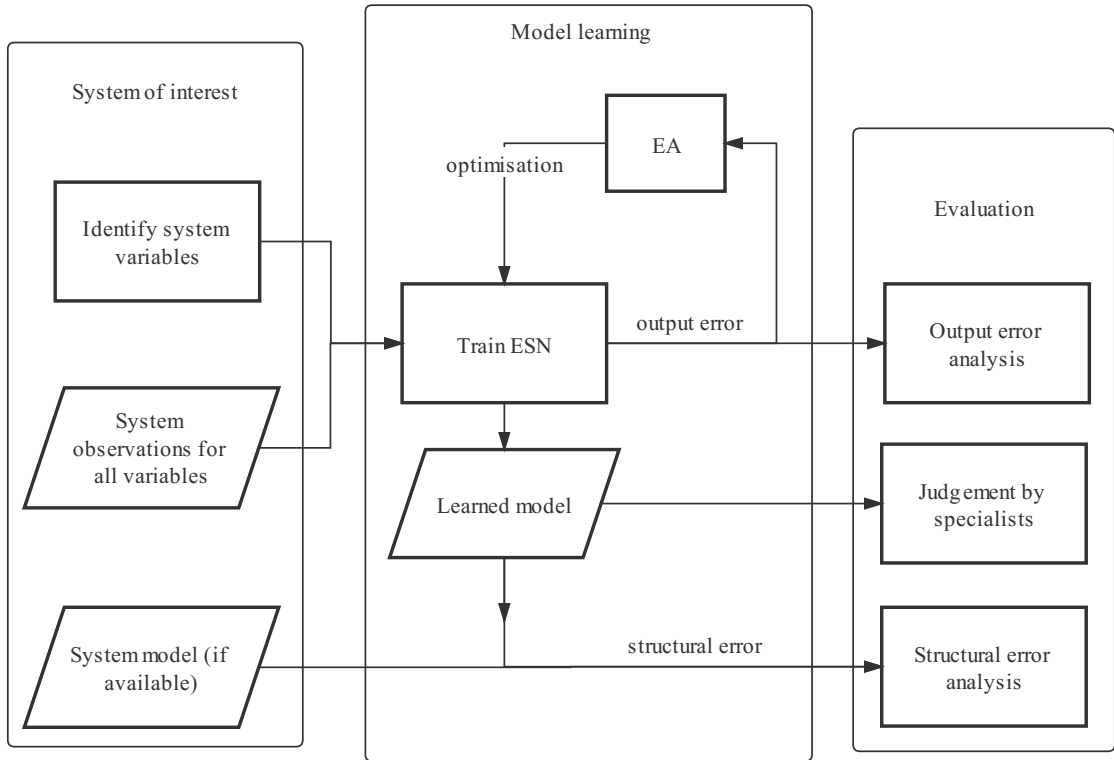 System of interest
Identify system
variables
System
observations for
all variables
System model (if
available)
Model learning
EA
optimisation
Train ESN
output error
Learned model
structural error
Evaluation
Output error
analysis
Judgement by
specialists
Structural error
analysis